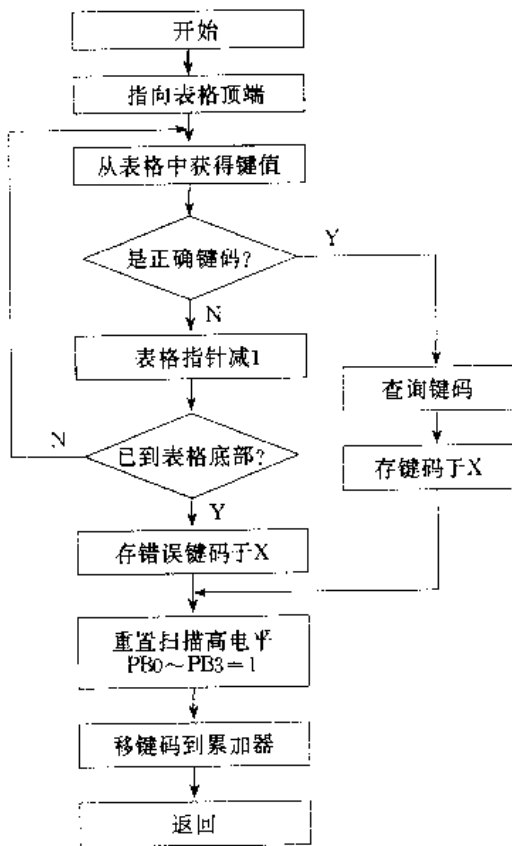 开始
指向表格顶端
从表格中获得键值
是正确键码?
Y
N
表格指针减1
查询键码
N
已到表格底部?
存键码于X
Y
存错误键码于X
重置扫描高电平
PB0～PB3=1
移键码到累加器
返回